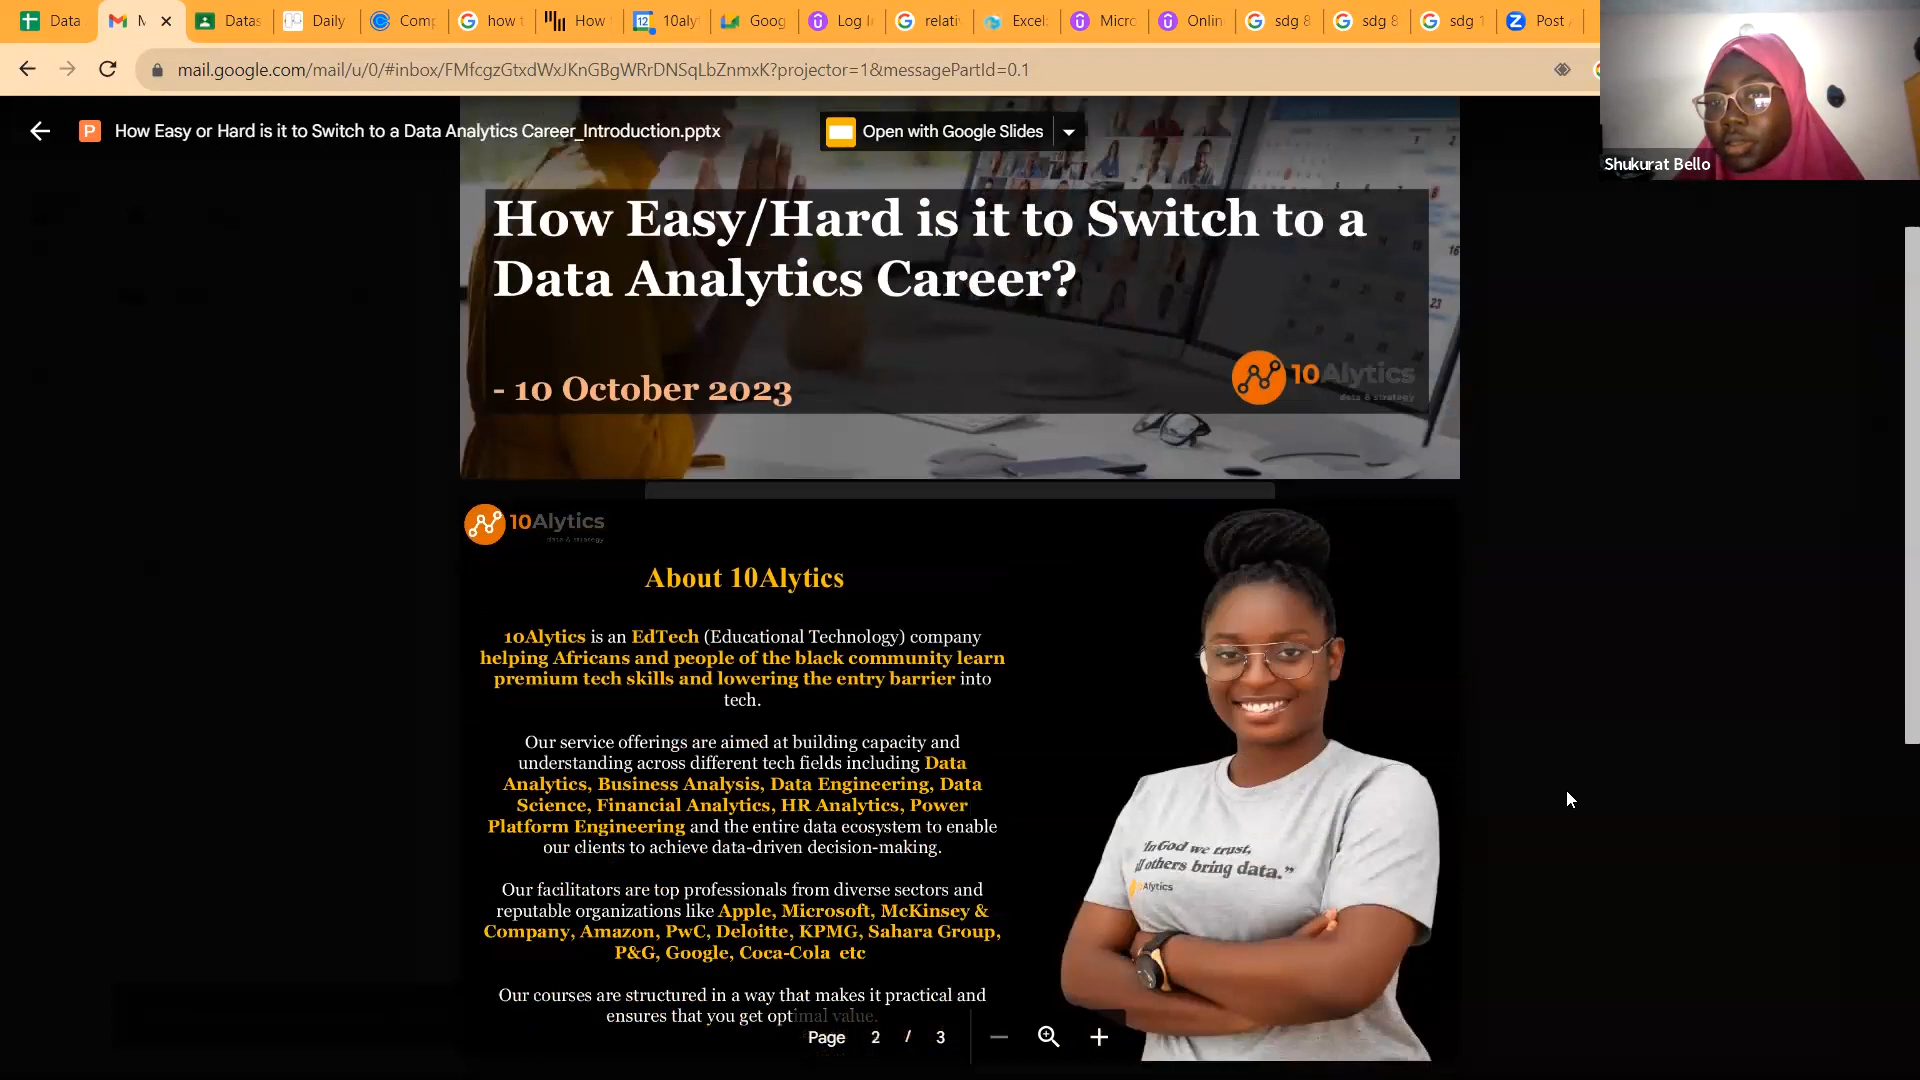 Data
Datas
Daily
Comp
how t
How
10aly
Goog
Log I
relati
Excel:
Micro
Onlin
sdg 8
sdg 8
sdg 1
Post
mail.google.com/mail/u/0/#inbox/FMfcgzGtxdWxJKnGBgWRrDNSqLbZnmxK?projector=1&messagePartId=0.1
P How Easy or Hard is it to Switch to a Data Analytics Career_Introduction.pptx
Open with Google Slides
Shukurat Bello
How Easy/Hard is it to Switch to a
Data Analytics Career?
- 10 October 2023
10Alytics
data & strategy
10Alytics
data & strategy
About 10Alytics
10Alytics is an EdTech (Educational Technology) company
helping Africans and people of the black community learn
premium tech skills and lowering the entry barrier into
tech.
Our service offerings are aimed at building capacity and
understanding across different tech fields including Data
Analytics, Business Analysis, Data Engineering, Data
Science, Financial Analytics, HR Analytics, Power
Platform Engineering and the entire data ecosystem to enable
our clients to achieve data-driven decision-making.
Our facilitators are top professionals from diverse sectors and
reputable organizations like Apple, Microsoft, McKinsey &
Company, Amazon, PwC, Deloitte, KPMG, Sahara Group,
P&G, Google, Coca-Cola etc
Our courses are structured in a way that makes it practical and
ensures that you get optimal value.
"In God we trust,
all others bring data."
10Alytics
Page 2 / 3